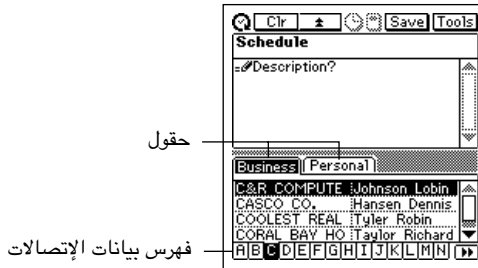 Clr Save Tools
Schedule
Description?
حقول
Business Personal
C&R COMPUTE Johnson Lobin
CASCO CO. Hansen Dennis
COOLEST REAL Tyler Robin
CORAL BAY HO Taylor Richard
فهرس بيانات الإتصالات
A B C D E F G H I J K L M N